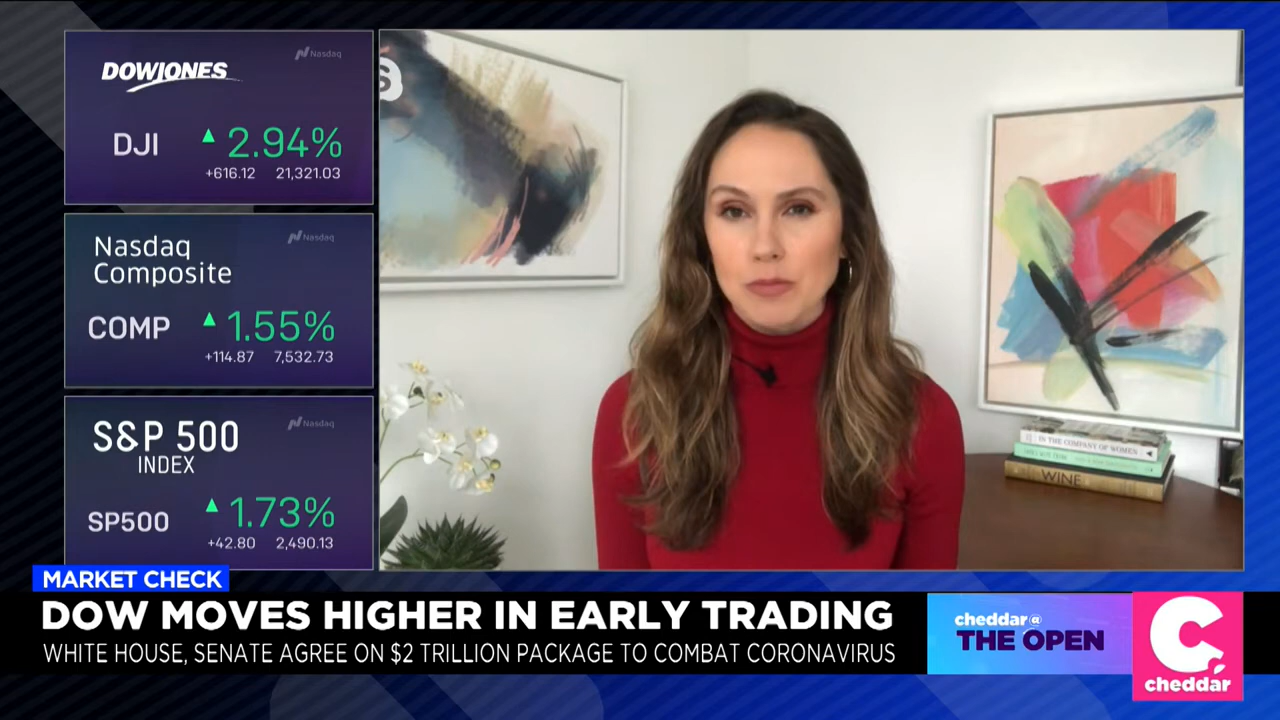 Nasdaq
DOWJONES
DJI ▲ 2.94%
+616.12 21,321.03
Nasdaq
Nasdaq
Composite
COMP ▲ 1.55%
+114.87 7,532.73
Nasdaq
S&P 500
INDEX
SP500 ▲ 1.73%
+42.80 2,490.13
S
IN THE COMPANY OF WOMEN
WINE
MARKET CHECK
DOW MOVES HIGHER IN EARLY TRADING
WHITE HOUSE, SENATE AGREE ON $2 TRILLION PACKAGE TO COMBAT CORONAVIRUS
cheddar@
THE OPEN
C
cheddar